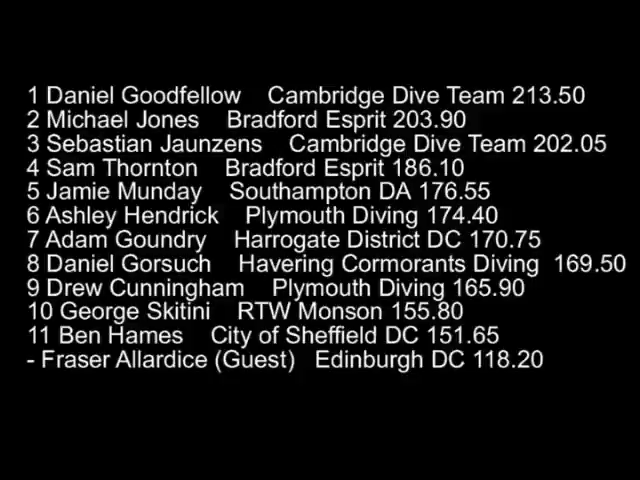 1 Daniel Goodfellow Cambridge Dive Team 213.50
2 Michael Jones Bradford Esprit 203.90
3 Sebastian Jaunzens Cambridge Dive Team 202.05
4 Sam Thornton Bradford Esprit 186.10
5 Jamie Munday Southampton DA 176.55
6 Ashley Hendrick Plymouth Diving 174.40
7 Adam Goundry Harrogate District DC 170.75
8 Daniel Gorsuch Havering Cormorants Diving 169.50
9 Drew Cunningham Plymouth Diving 165.90
10 George Skitini RTW Monson 155.80
11 Ben Hames City of Sheffield DC 151.65
- Fraser Allardice (Guest) Edinburgh DC 118.20